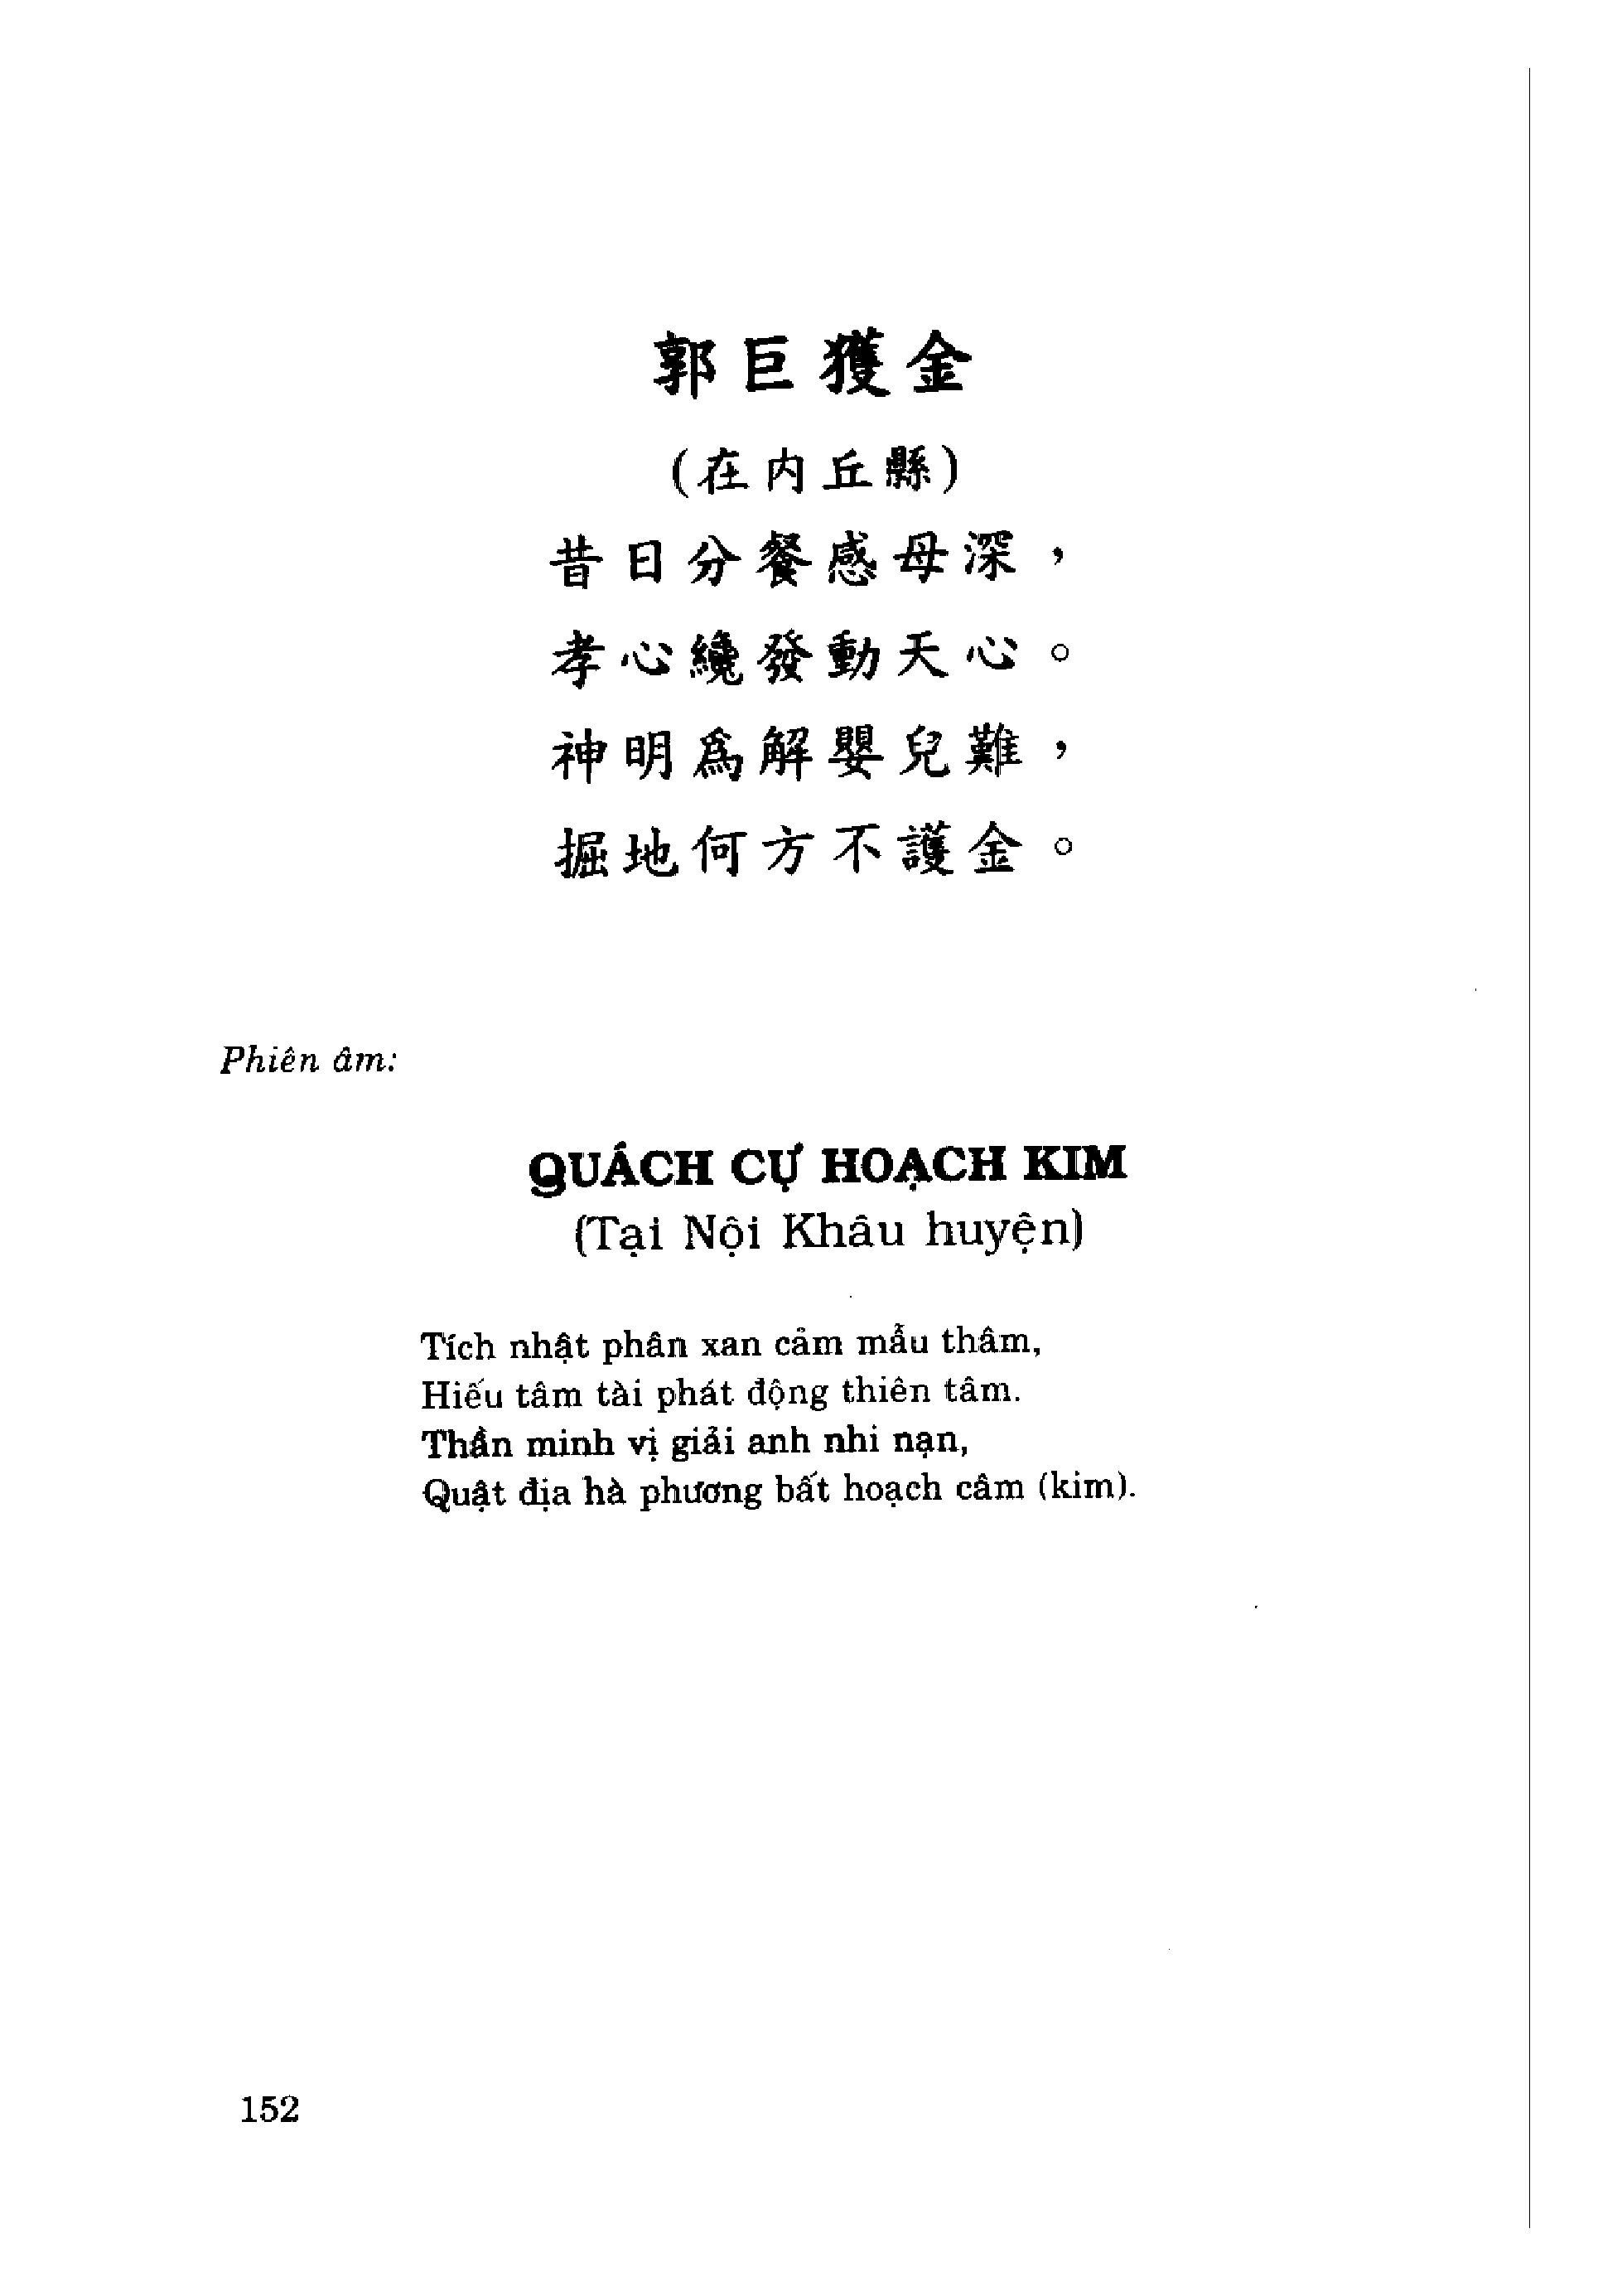 郭巨獲金
(在内丘縣)
昔日分餐感母深，
孝心纔發動天心。
神明爲解嬰兒難，
掘地何方不護金。
Phiên âm:
QUÁCH CỰ HOẠCH KIM
(Tại Nội Khâu huyện)
Tích nhật phân xan cảm mẫu thâm,
Hiếu tâm tài phát động thiên tâm.
Thần minh vị giải anh nhi nạn,
Quật địa hà phương bất hoạch câm (kim).
152